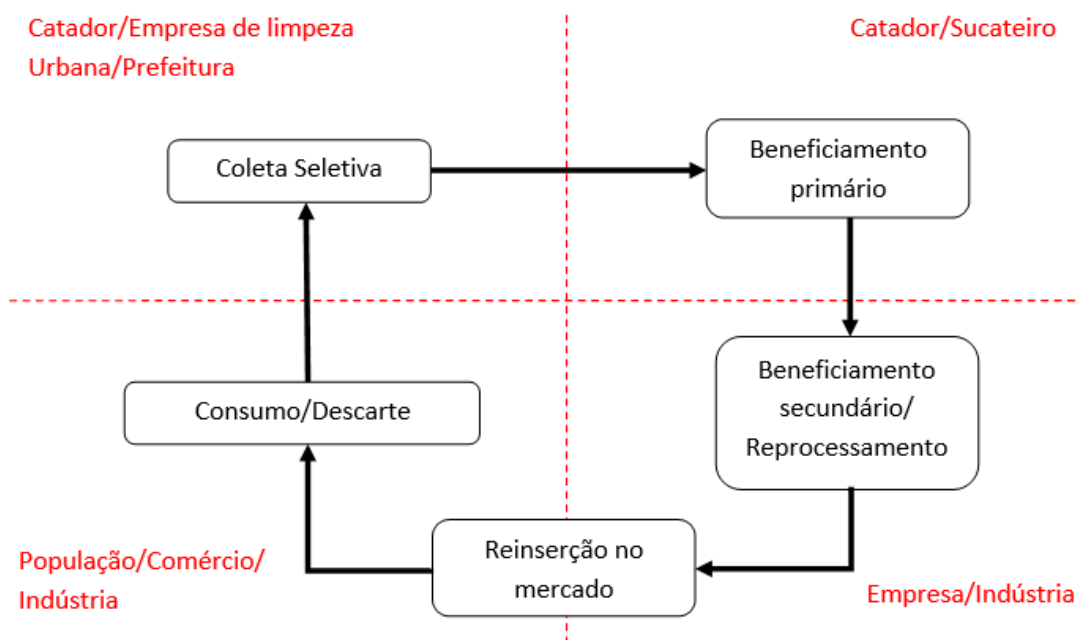 Catador/Empresa de limpeza
Urbana/Prefeitura
Catador/Sucateiro
Coleta Seletiva
Beneficiamento
primário
Consumo/Descarte
Beneficiamento
secundário/
Reprocessamento
População/Comércio/
Indústria
Reinserção no
mercado
Empresa/Indústria